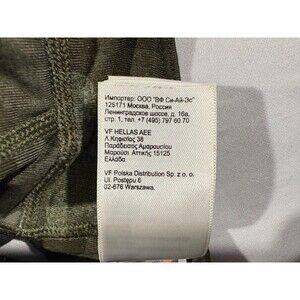 Импортер: ООО "ВФ Си-Ай-Эс"
125171 Москва, Россия
Ленинградское шоссе, д. 16а,
стр. 1, тел. +7 (495) 797 60 70
VF HELLAS AEE
Λ.Κηφισίας 38
Παράδεισος Αμαρουσίου
Μαρούσι Αττικής 15125
Ελλάδα
VF Polska Distribution Sp. z o. o.
Ul. Postępu 6
02-676 Warszawa